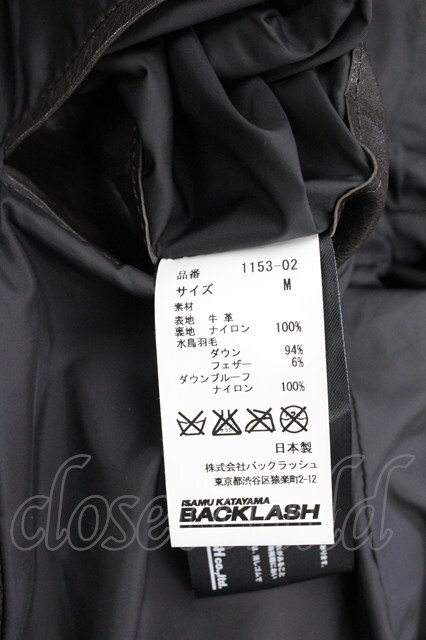 品番 1153-02
サイズ M
素材
表地 牛革
裏地 ナイロン 100%
水鳥羽毛
ダウン 94%
フェザー 6%
ダウンプルーフ
ナイロン 100%
日本製
株式会社バックラッシュ
東京都渋谷区猿楽町2-12
ISAMU KATAYAMA
BACKLASH
H co.,ltd.